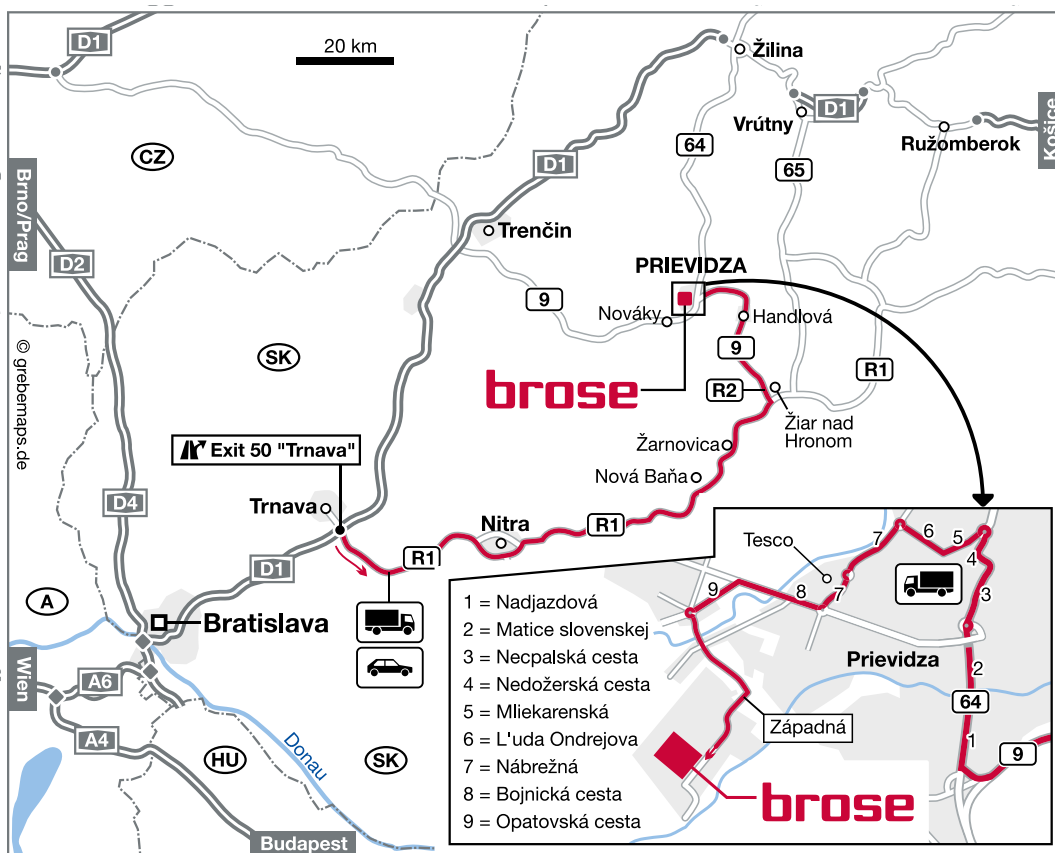 D1
20 km
Žilina
D1
Vrútny
Ružomberok
Košice
CZ
64
D1
65
Brno/Prag
Trenčin
D2
PRIEVIDZA
9
Nováky
Handlová
9
© grebemaps.de
SK
brose
R2
R1
Žiar nad
Hronom
Exit 50 "Trnava"
Žarnovica
Nová Baňa
D4
Trnava
Nitra
R1
R1
D1
A
Bratislava
Wien
A6
A4
Donau
HU
SK
Budapest
1 = Nadjazdová
2 = Matice slovenskej
3 = Necpalská cesta
4 = Nedožerská cesta
5 = Mliekarenská
6 = L'uda Ondrejova
7 = Nábrežná
8 = Bojnická cesta
9 = Opatovská cesta
7
6
5
4
Tesco
9
8
7
3
Prievidza
2
64
Západná
1
9
brose